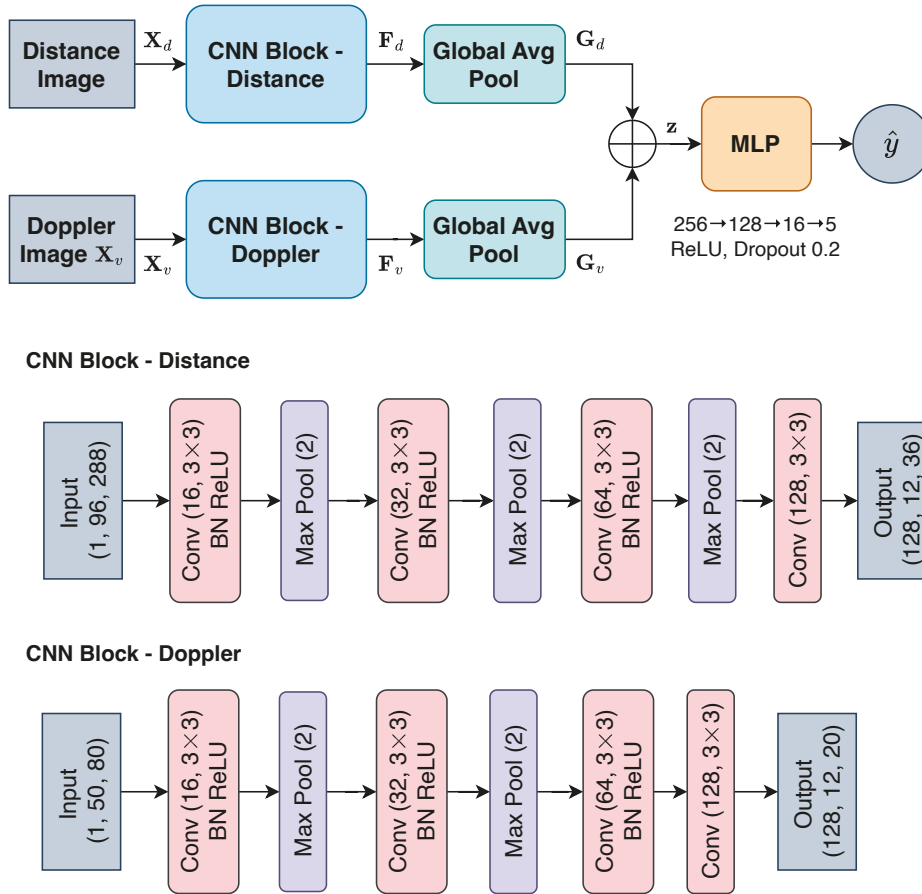 Distance
Image
X_d
CNN Block -
Distance
F_d
Global Avg
Pool
G_d
z
MLP
ŷ
256→128→16→5
ReLU, Dropout 0.2
Doppler
Image X_v
X_v
CNN Block -
Doppler
F_v
Global Avg
Pool
G_v
CNN Block - Distance
Input
(1, 96, 288)
Conv (16, 3×3)
BN ReLU
Max Pool (2)
Conv (32, 3×3)
BN ReLU
Max Pool (2)
Conv (64, 3×3)
BN ReLU
Max Pool (2)
Conv (128, 3×3)
Output
(128, 12, 36)
CNN Block - Doppler
Input
(1, 50, 80)
Conv (16, 3×3)
BN ReLU
Max Pool (2)
Conv (32, 3×3)
BN ReLU
Max Pool (2)
Conv (64, 3×3)
BN ReLU
Conv (128, 3×3)
Output
(128, 12, 20)